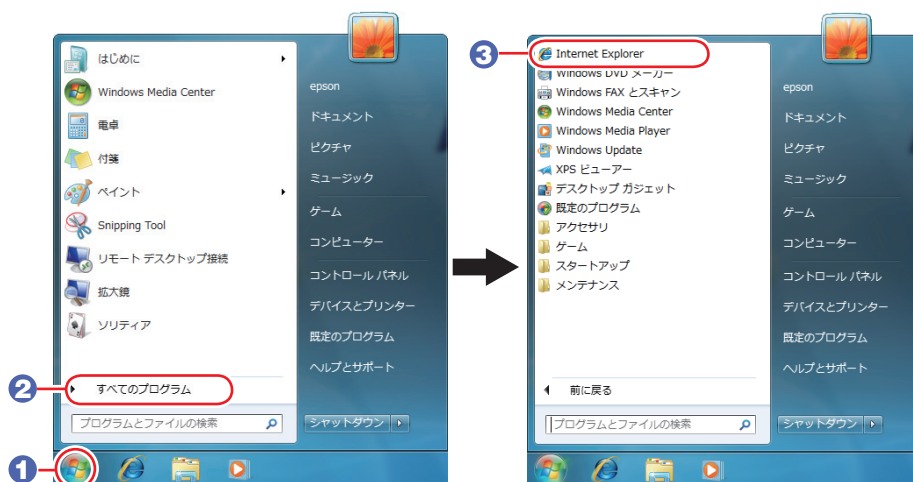 はじめに
Windows Media Center
電卓
付箋
ペイント
Snipping Tool
リモート デスクトップ接続
拡大鏡
ソリティア
2
すべてのプログラム
プログラムとファイルの検索
1
epson
ドキュメント
ピクチャ
ミュージック
ゲーム
コンピューター
コントロール パネル
デバイスとプリンター
既定のプログラム
ヘルプとサポート
シャットダウン
3
Internet Explorer
Windows DVD メーカー
Windows FAX とスキャン
Windows Media Center
Windows Media Player
Windows Update
XPS ビューアー
デスクトップ ガジェット
既定のプログラム
アクセサリ
ゲーム
スタートアップ
メンテナンス
前に戻る
プログラムとファイルの検索
epson
ドキュメント
ピクチャ
ミュージック
ゲーム
コンピューター
コントロール パネル
デバイスとプリンター
既定のプログラム
ヘルプとサポート
シャットダウン